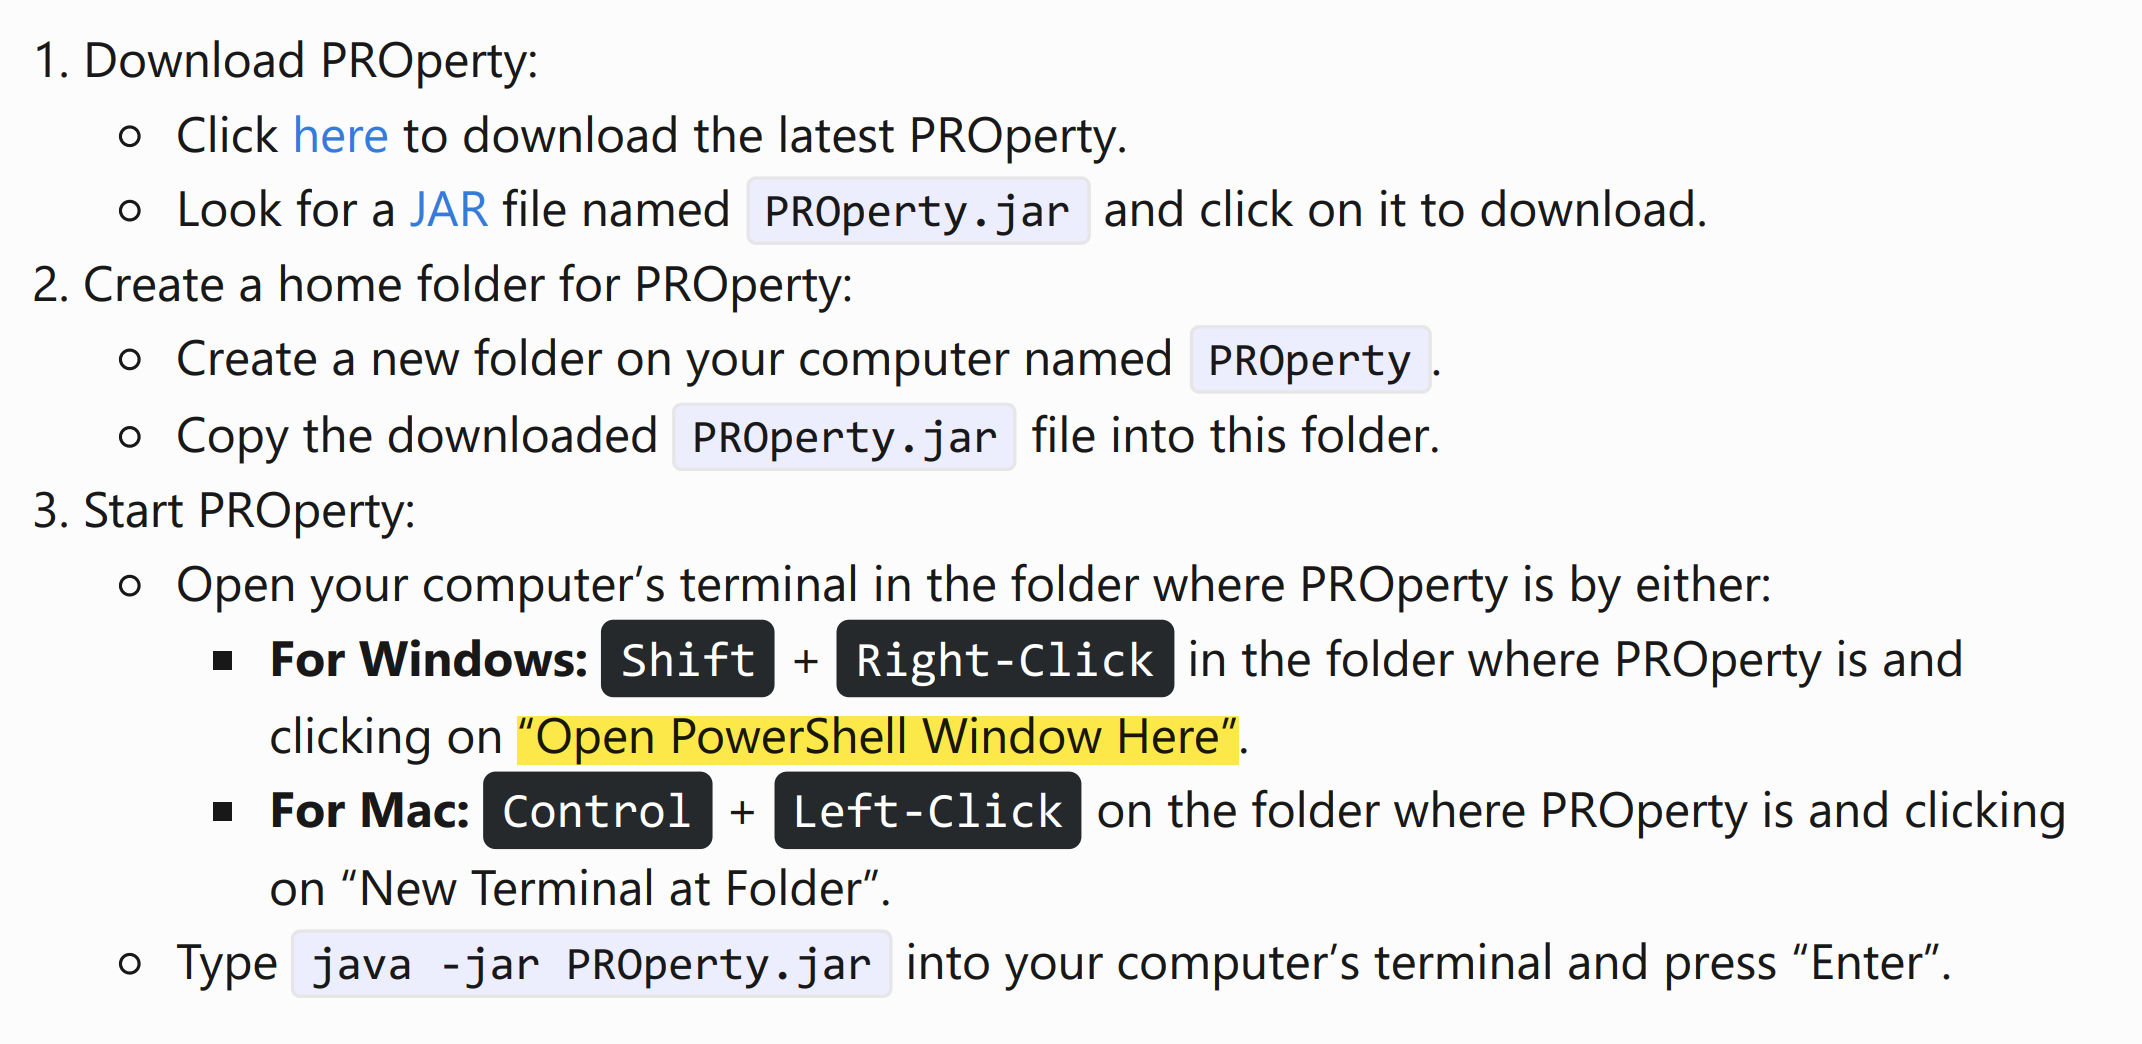 1. Download PROperty:
○ Click here to download the latest PROperty.
○ Look for a JAR file named PROperty.jar and click on it to download.
2. Create a home folder for PROperty:
○ Create a new folder on your computer named PROperty.
○ Copy the downloaded PROperty.jar file into this folder.
3. Start PROperty:
○ Open your computer’s terminal in the folder where PROperty is by either:
■ For Windows: Shift + Right-Click in the folder where PROperty is and
clicking on “Open PowerShell Window Here”.
■ For Mac: Control + Left-Click on the folder where PROperty is and clicking
on “New Terminal at Folder”.
○ Type java -jar PROperty.jar into your computer’s terminal and press “Enter”.